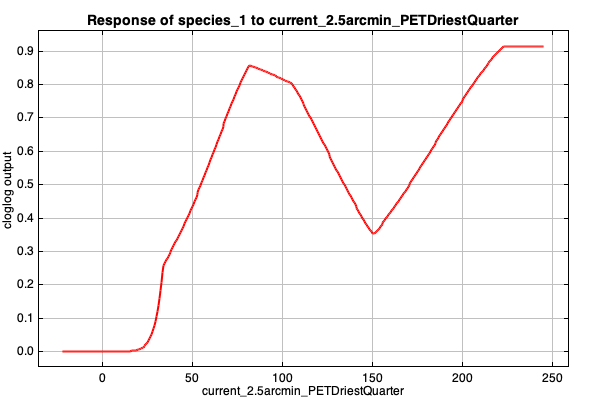 Response of species_1 to current_2.5arcmin_PETDriestQuarter
0.9
0.8
0.7
0.6
0.5
0.4
0.3
0.2
0.1
0.0
cloglog output
0 50 100 150 200 250
current_2.5arcmin_PETDriestQuarter